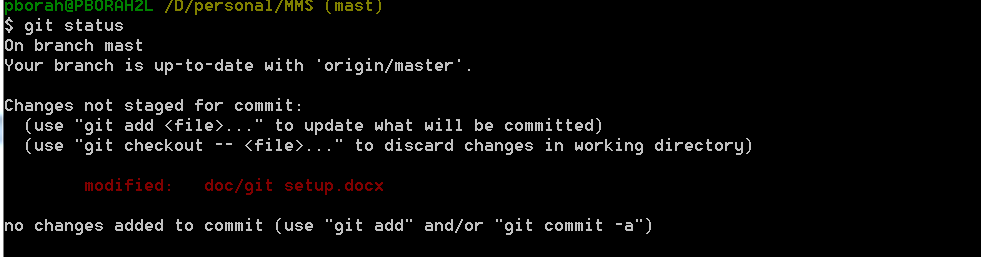 pborah@PBORAH2L /D/personal/MMS (mast)
$ git status
On branch mast
Your branch is up-to-date with 'origin/master'.
Changes not staged for commit:
  (use "git add <file>..." to update what will be committed)
  (use "git checkout -- <file>..." to discard changes in working directory)
        modified:   doc/git setup.docx
no changes added to commit (use "git add" and/or "git commit -a")